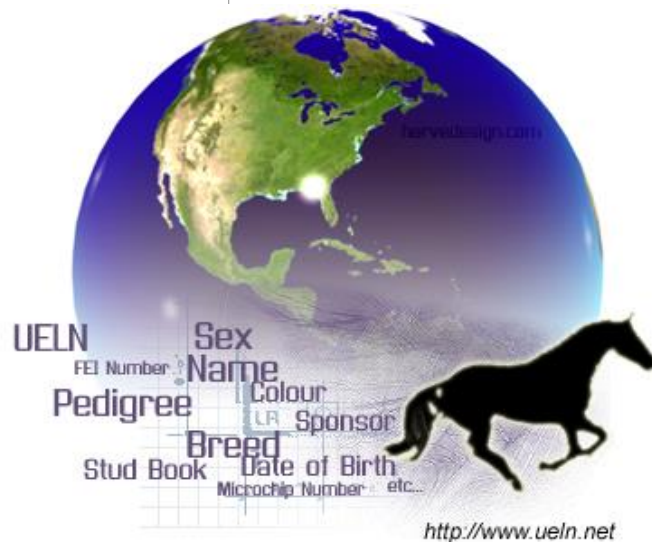 hervedesign.com
UELN
Sex
FEI Number
Name
Colour
Pedigree
LR
Sponsor
Breed
Stud Book
Date of Birth
Microchip Number
etc...
http://www.ueln.net